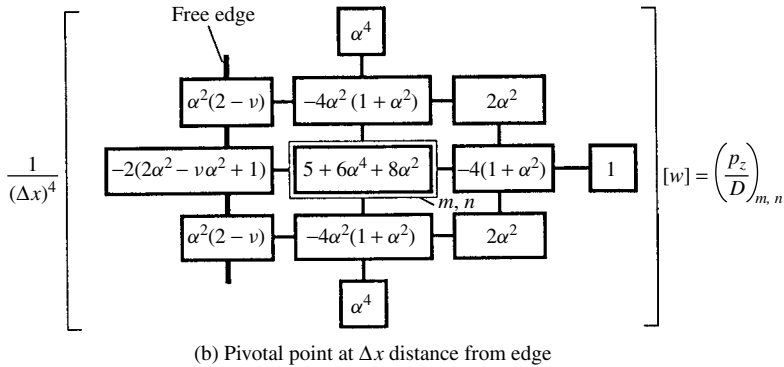 Free edge
α⁴
α²(2 − ν) −4α² (1 + α²) 2α²
1/(Δx)⁴ −2(2α² − να² + 1) 5 + 6α⁴ + 8α² −4(1 + α²) 1 [w] = (p_z/D)_{m, n}
m, n
α²(2 − ν) −4α²(1 + α²) 2α²
α⁴
(b) Pivotal point at Δx distance from edge